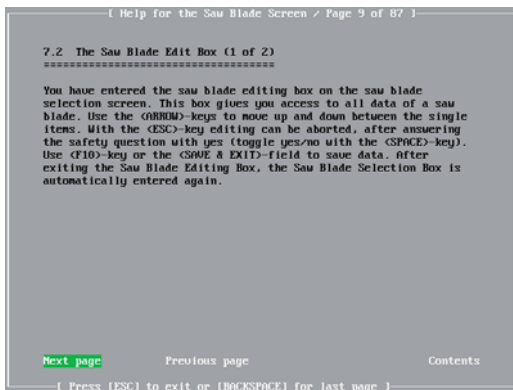 [ Help for the Saw Blade Screen / Page 9 of 87 ]
7.2 The Saw Blade Edit Box (1 of 2)
====================================
You have entered the saw blade editing box on the saw blade
selection screen. This box gives you access to all data of a saw
blade. Use the <ARROW>-keys to move up and down between the single
items. With the <ESC>-key editing can be aborted, after answering
the safety question with yes (toggle yes/no with the <SPACE>-key).
Use <F10>-key or the <SAVE & EXIT>-field to save data. After
exiting the Saw Blade Editing Box, the Saw Blade Selection Box is
automatically entered again.
Next page Previous page Contents
[ Press [ESC] to exit or [BACKSPACE] for last page ]